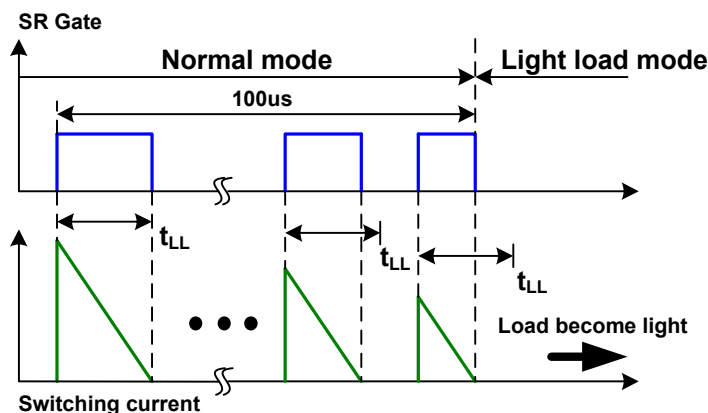 SR Gate
Normal mode
Light load mode
100us
tLL
tLL
tLL
Load become light
Switching current